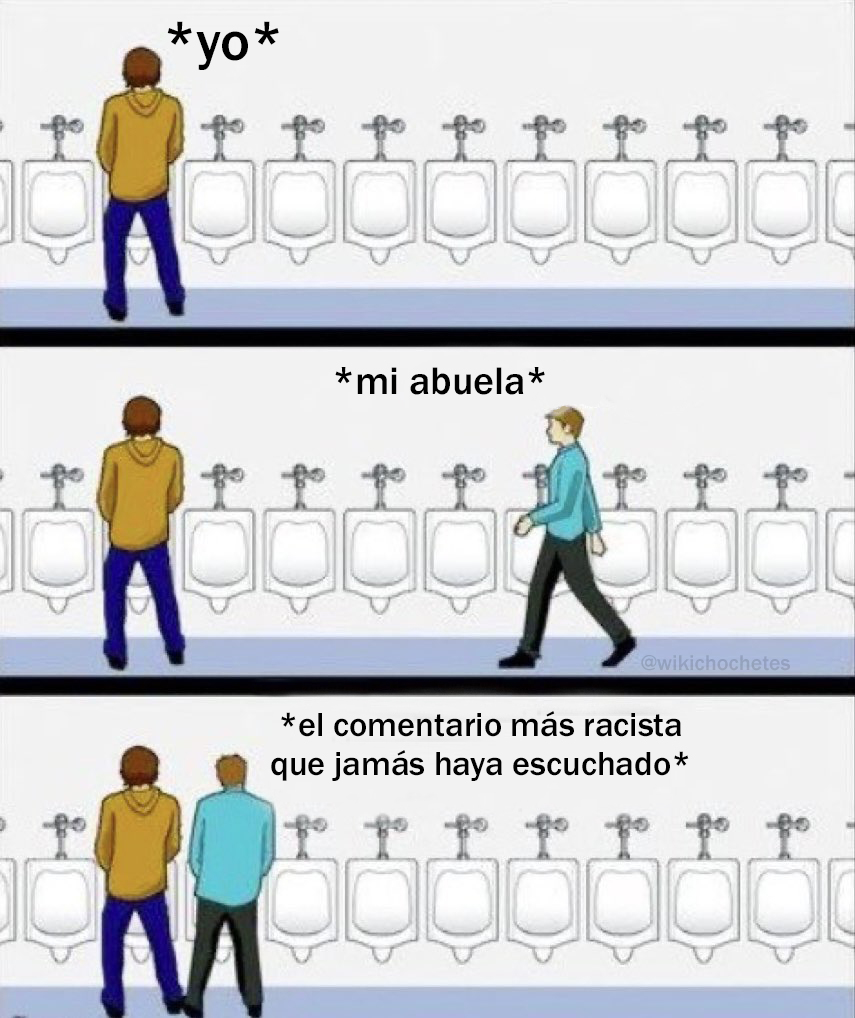 *yo*
*mi abuela*
@wikichochetes
*el comentario más racista
que jamás haya escuchado*